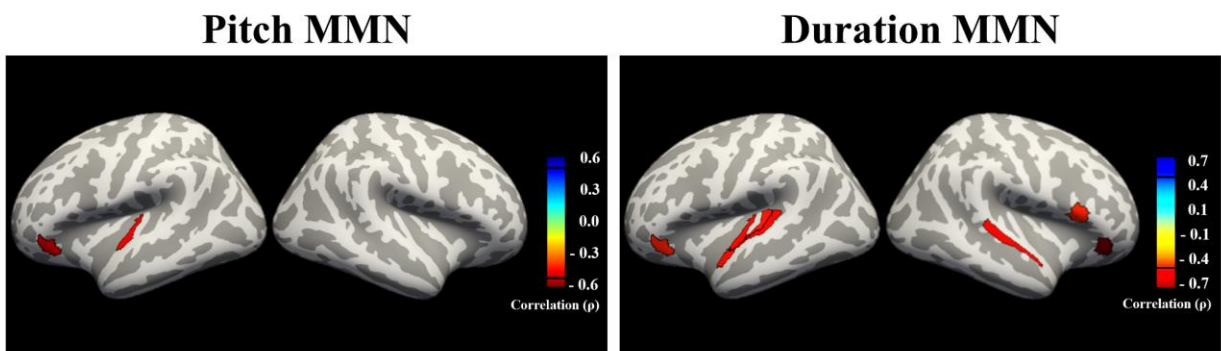 Pitch MMN
0.6
0.3
0.0
- 0.3
- 0.6
Correlation (ρ)
Duration MMN
0.7
0.4
0.1
- 0.1
- 0.4
- 0.7
Correlation (ρ)